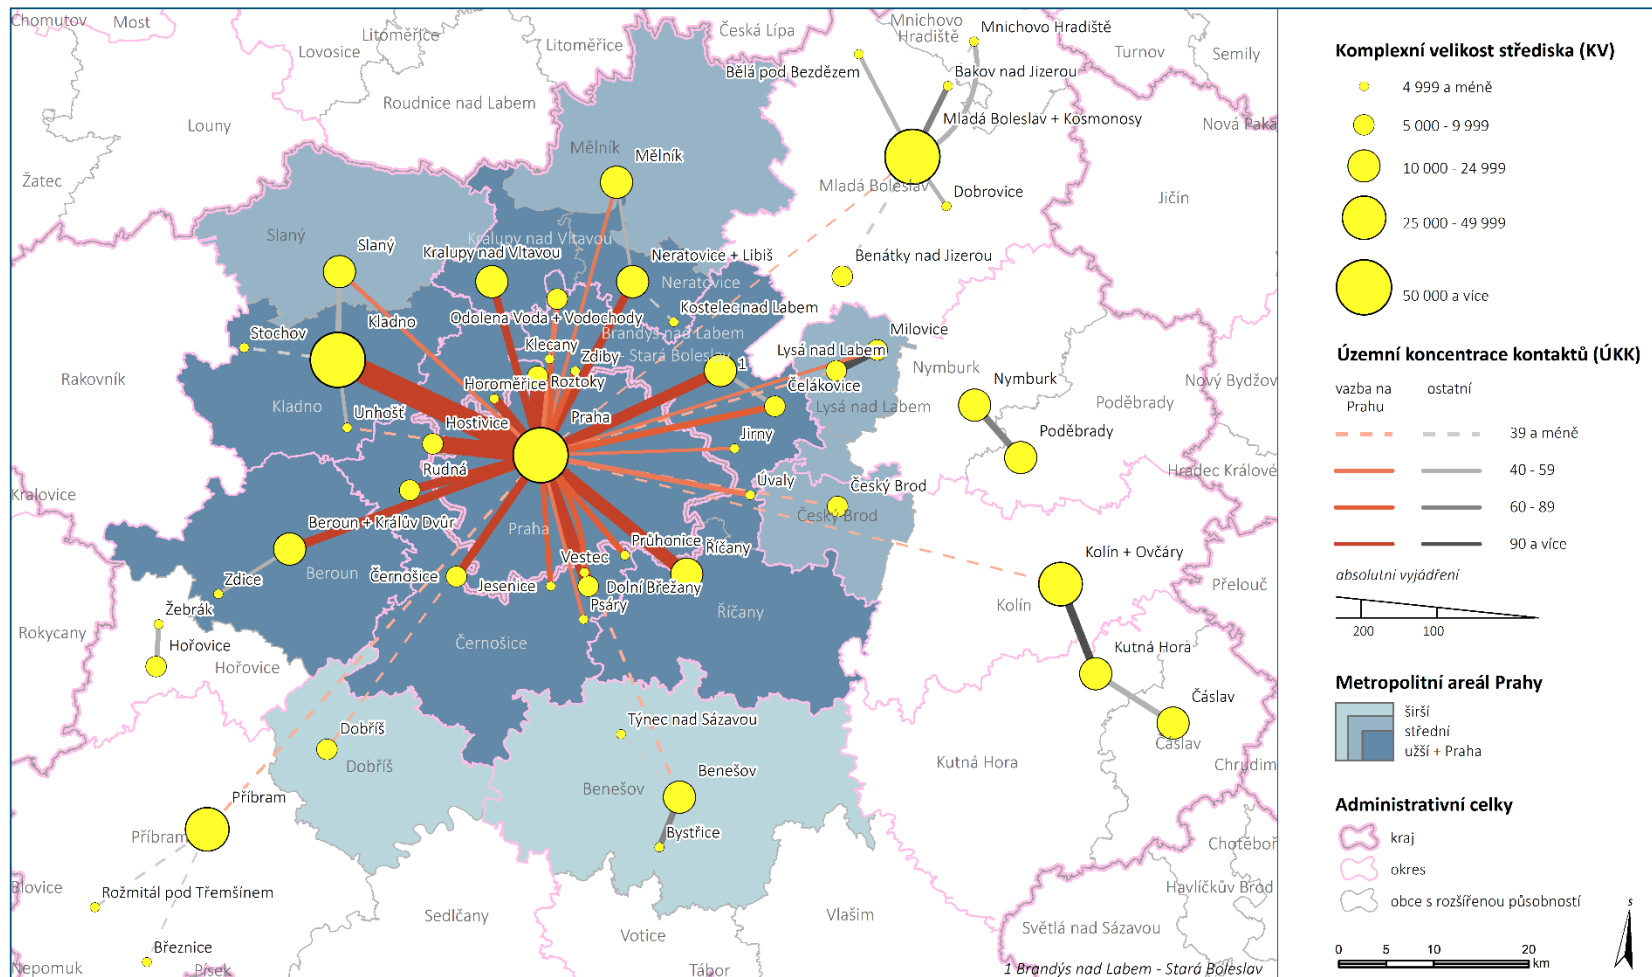 Chomutov
Most
Lovosice
Litoměřice
Litoměřice
Česká Lípa
Mnichovo
Hradiště
Mnichovo Hradiště
Turnov
Semily
Bělá pod Bezdězem
Bakov nad Jizerou
Roudnice nad Labem
Louny
Mladá Boleslav + Kosmonosy
Nová Paka
Mělník
Mělník
Žatec
Mladá Boleslav
Dobrovice
Jičín
Slaný
Slaný
Kralupy nad Vltavou
Kralupy nad Vltavou
Neratovice + Libiš
Neratovice
Benátky nad Jizerou
Kostelec nad Labem
Odolena Voda + Vodochody
Kladno
Stochov
Brandýs nad Labem
- Stará Boleslav
Klecany
Zdiby
1
Milovice
Lysá nad Labem
Nymburk
Rakovník
Horoměřice
Roztoky
Čelákovice
Nymburk
Nový Bydžov
Kladno
Unhošť
Hostivice
Praha
Lysá nad Labem
Poděbrady
Jirny
Poděbrady
Rudná
Úvaly
Český Brod
Hradec Králové
Kralovice
Český Brod
Beroun + Králův Dvůr
Praha
Průhonice
Říčany
Kolín + Ovčáry
Vestec
Beroun
Černošice
Jesenice
Dolní Břežany
Zdice
Psáry
Říčany
Kolín
Přelouč
Žebrák
Rokycany
Hořovice
Hořovice
Černošice
Kutná Hora
Čáslav
Týnec nad Sázavou
Dobříš
Čáslav
Dobříš
Benešov
Kutná Hora
Chrudim
Benešov
Příbram
Příbram
Bystřice
Chotěboř
Blovice
Rožmitál pod Třemšínem
Havlíčkův Brod
Sedlčany
Vlašim
Světlá nad Sázavou
Votice
Březnice
Nepomuk
Písek
Tábor
1 Brandýs nad Labem - Stará Boleslav
Komplexní velikost střediska (KV)
4 999 a méně
5 000 - 9 999
10 000 - 24 999
25 000 - 49 999
50 000 a více
Územní koncentrace kontaktů (ÚKK)
vazba na
Prahu
ostatní
39 a méně
40 - 59
60 - 89
90 a více
absolutní vyjádření
200
100
Metropolitní areál Prahy
širší
střední
užší + Praha
Administrativní celky
kraj
okres
obce s rozšířenou působností
s
0
5
10
20
km